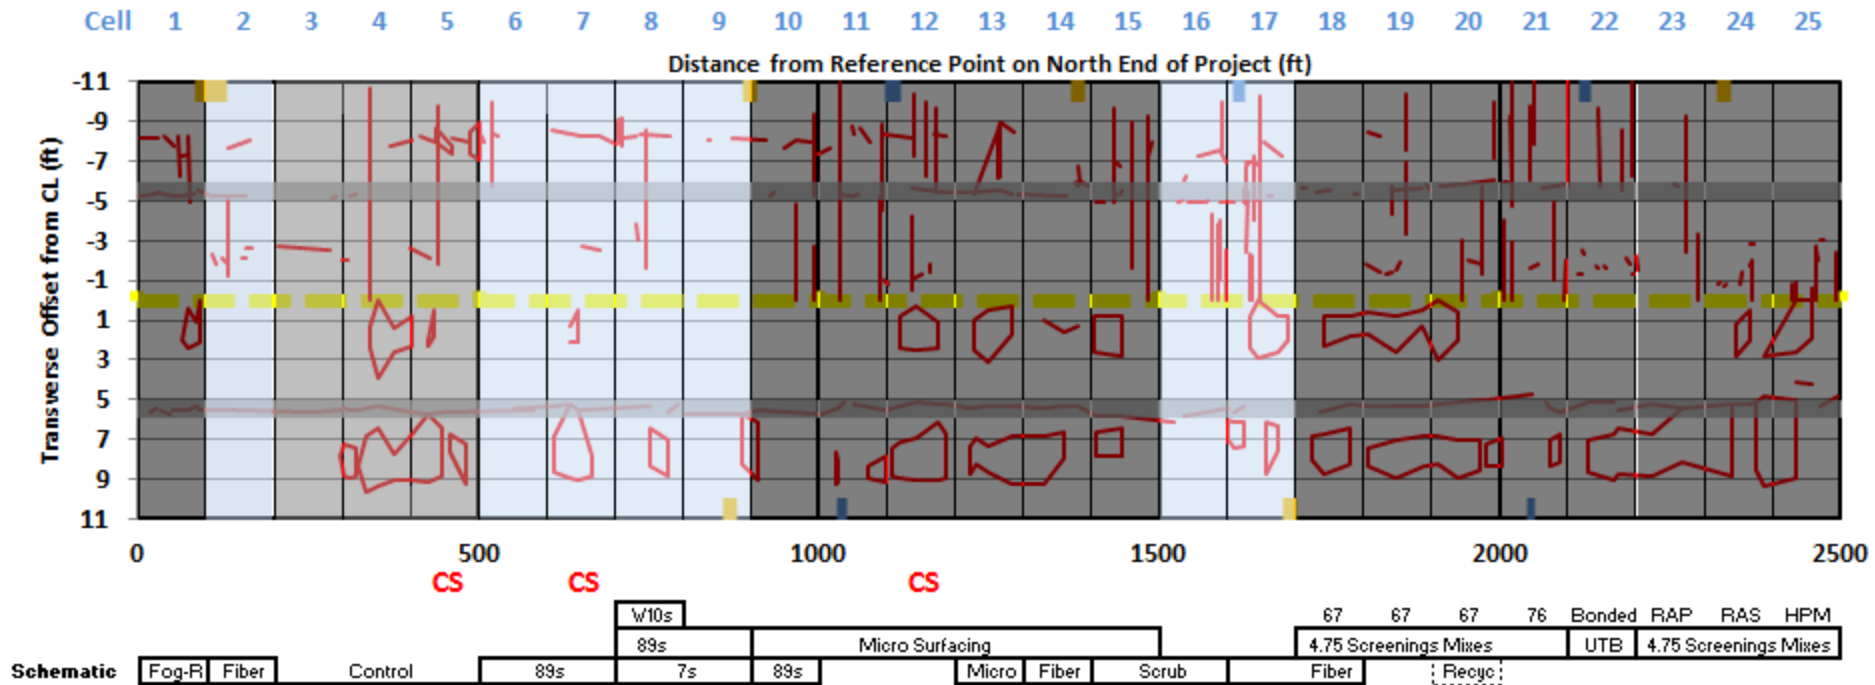 Cell 1 2 3 4 5 6 7 8 9 10 11 12 13 14 15 16 17 18 19 20 21 22 23 24 25
Distance from Reference Point on North End of Project (ft)
Transverse Offset from CL (ft)
-11
-9
-7
-5
-3
-1
1
3
5
7
9
11
0 500 1000 1500 2000 2500
CS CS CS
W10s 67 67 67 76 Bonded RAP RAS HPM
89s Micro Surfacing 4.75 Screenings Mixes UTB 4.75 Screenings Mixes
Schematic Fog-R Fiber Control 89s 7s 89s Micro Fiber Scrub Fiber Recyc